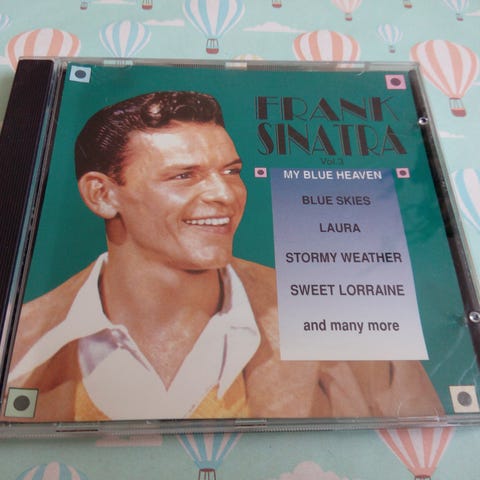 FRANK
SINATRA
Vol.3
MY BLUE HEAVEN
BLUE SKIES
LAURA
STORMY WEATHER
SWEET LORRAINE
and many more